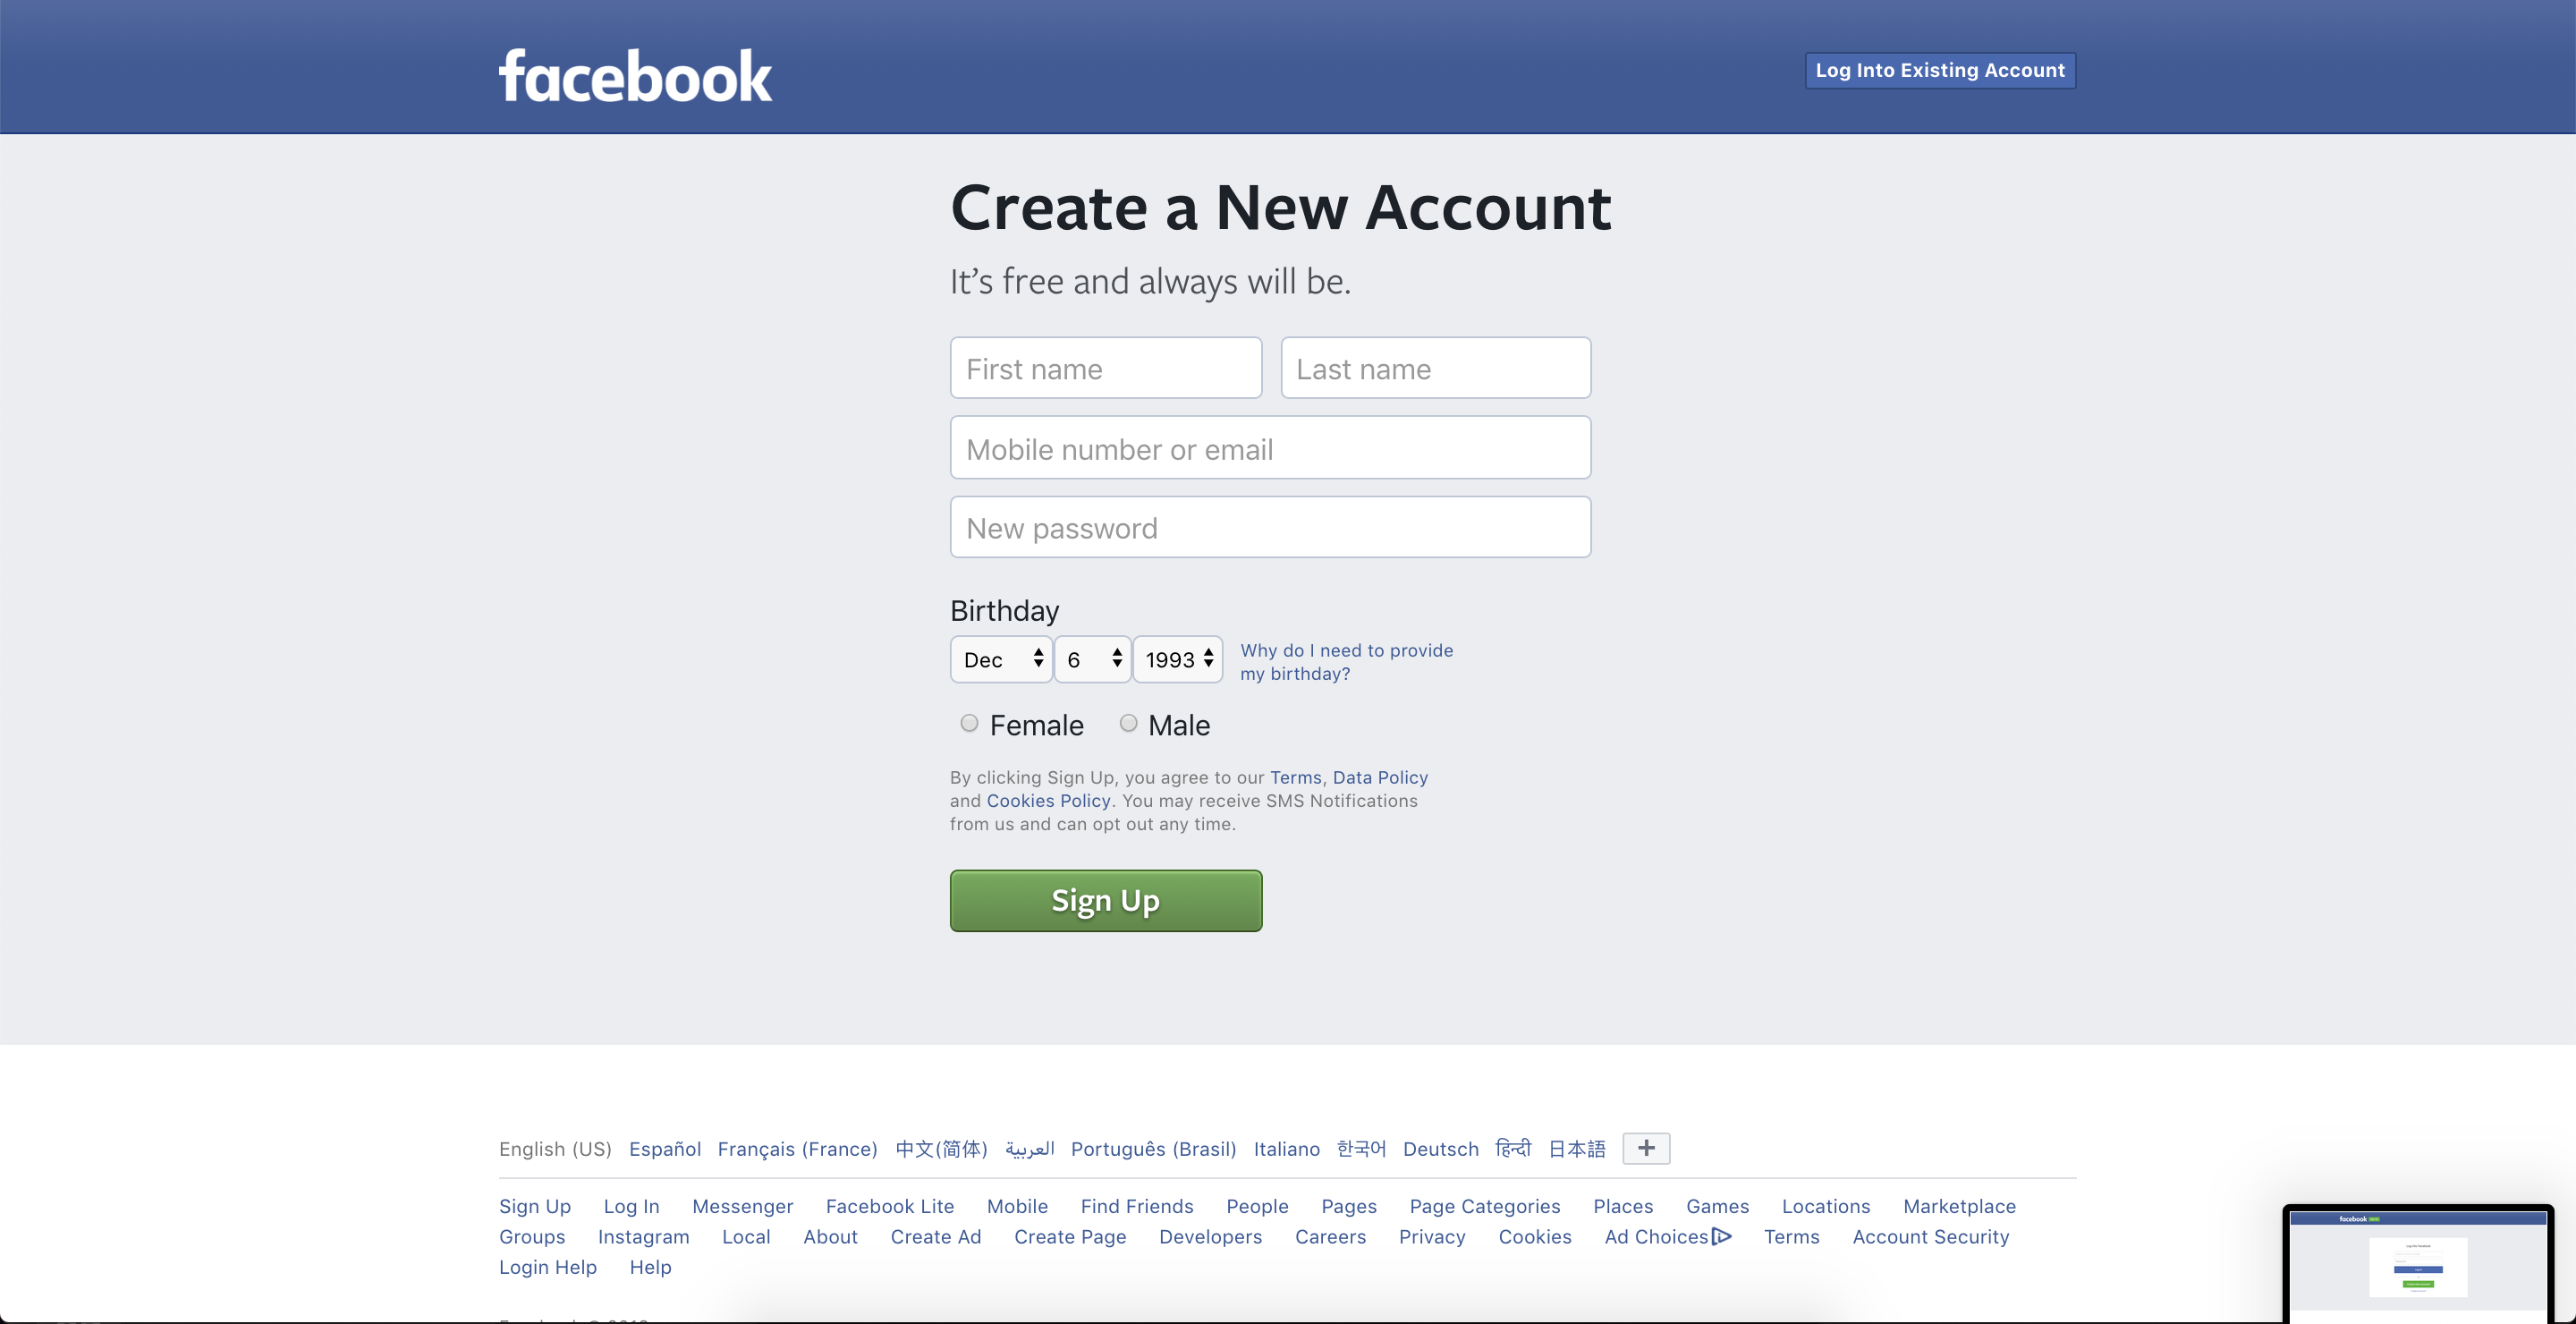 facebook
Log Into Existing Account
Create a New Account
It's free and always will be.
First name
Last name
Mobile number or email
New password
Birthday
Dec 6 1993
Why do I need to provide
my birthday?
Female Male
By clicking Sign Up, you agree to our Terms, Data Policy
and Cookies Policy. You may receive SMS Notifications
from us and can opt out any time.
Sign Up
English (US) Español Français (France) 中文(简体) العربية Português (Brasil) Italiano 한국어 Deutsch हिन्दी 日本語 +
Sign Up Log In Messenger Facebook Lite Mobile Find Friends People Pages Page Categories Places Games Locations Marketplace
Groups Instagram Local About Create Ad Create Page Developers Careers Privacy Cookies Ad Choices Terms Account Security
Login Help Help
facebook